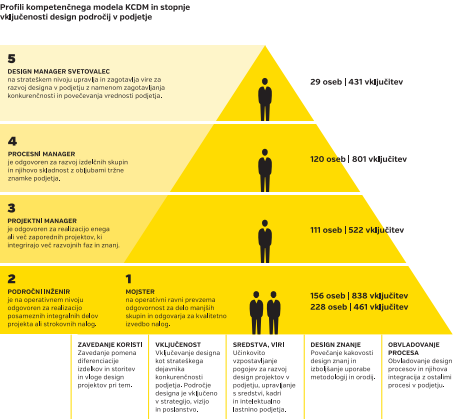 Profili kompetenčnega modela KCDM in stopnje
vključenosti design področij v podjetje
5
DESIGN MANAGER SVETOVALEC
na strateškem nivoju upravlja in zagotavlja vire za
razvoj designa v podjetju z namenom zagotavljanja
konkurenčnosti in povečevanja vrednosti podjetja.
29 oseb | 431 vključitev
4
PROCESNI MANAGER
je odgovoren za razvoj izdelčnih skupin
in njihovo skladnost z obljubami tržne
znamke podjetja.
120 oseb | 801 vključitev
3
PROJEKTNI MANAGER
je odgovoren za realizacijo enega
ali več zaporednih projektov, ki
integrirajo več razvojnih faz in znanj.
111 oseb | 522 vključitev
2
PODROČNI INŽENIR
je na operativnem nivoju
odgovoren za realizacijo
posameznih integralnih delov
projekta ali strokovnih nalog.
1
MOJSTER
na operativni ravni prevzema
odgovornost za delo manjših
skupin in odgovarja za kvalitetno
izvedbo nalog.
156 oseb | 838 vključitev
228 oseb | 461 vključitev
ZAVEDANJE KORISTI
Zavedanje pomena
diferenciacije
izdelkov in storitev
in vloge design
projektov pri tem.
VKLJUČENOST
Vključevanje designa
kot strateškega
dejavnika
konkurenčnosti
podjetja. Področje
designa je vključeno
v strategijo, vizijo
in poslanstvo.
SREDSTVA, VIRI
Učinkovito
vzpostavljanje
pogojev za razvoj
design projektov v
podjetju, upravljanje
s sredstvi, kadri
in intelektualno
lastnino podjetja.
DESIGN ZNANJE
Povečanje kakovosti
design znanj in
izboljšanje uporabe
metodologij in orodij.
OBVLADOVANJE
PROCESA
Obvladovanje design
procesov in njihova
integracija z ostalimi
procesi v podjetju.